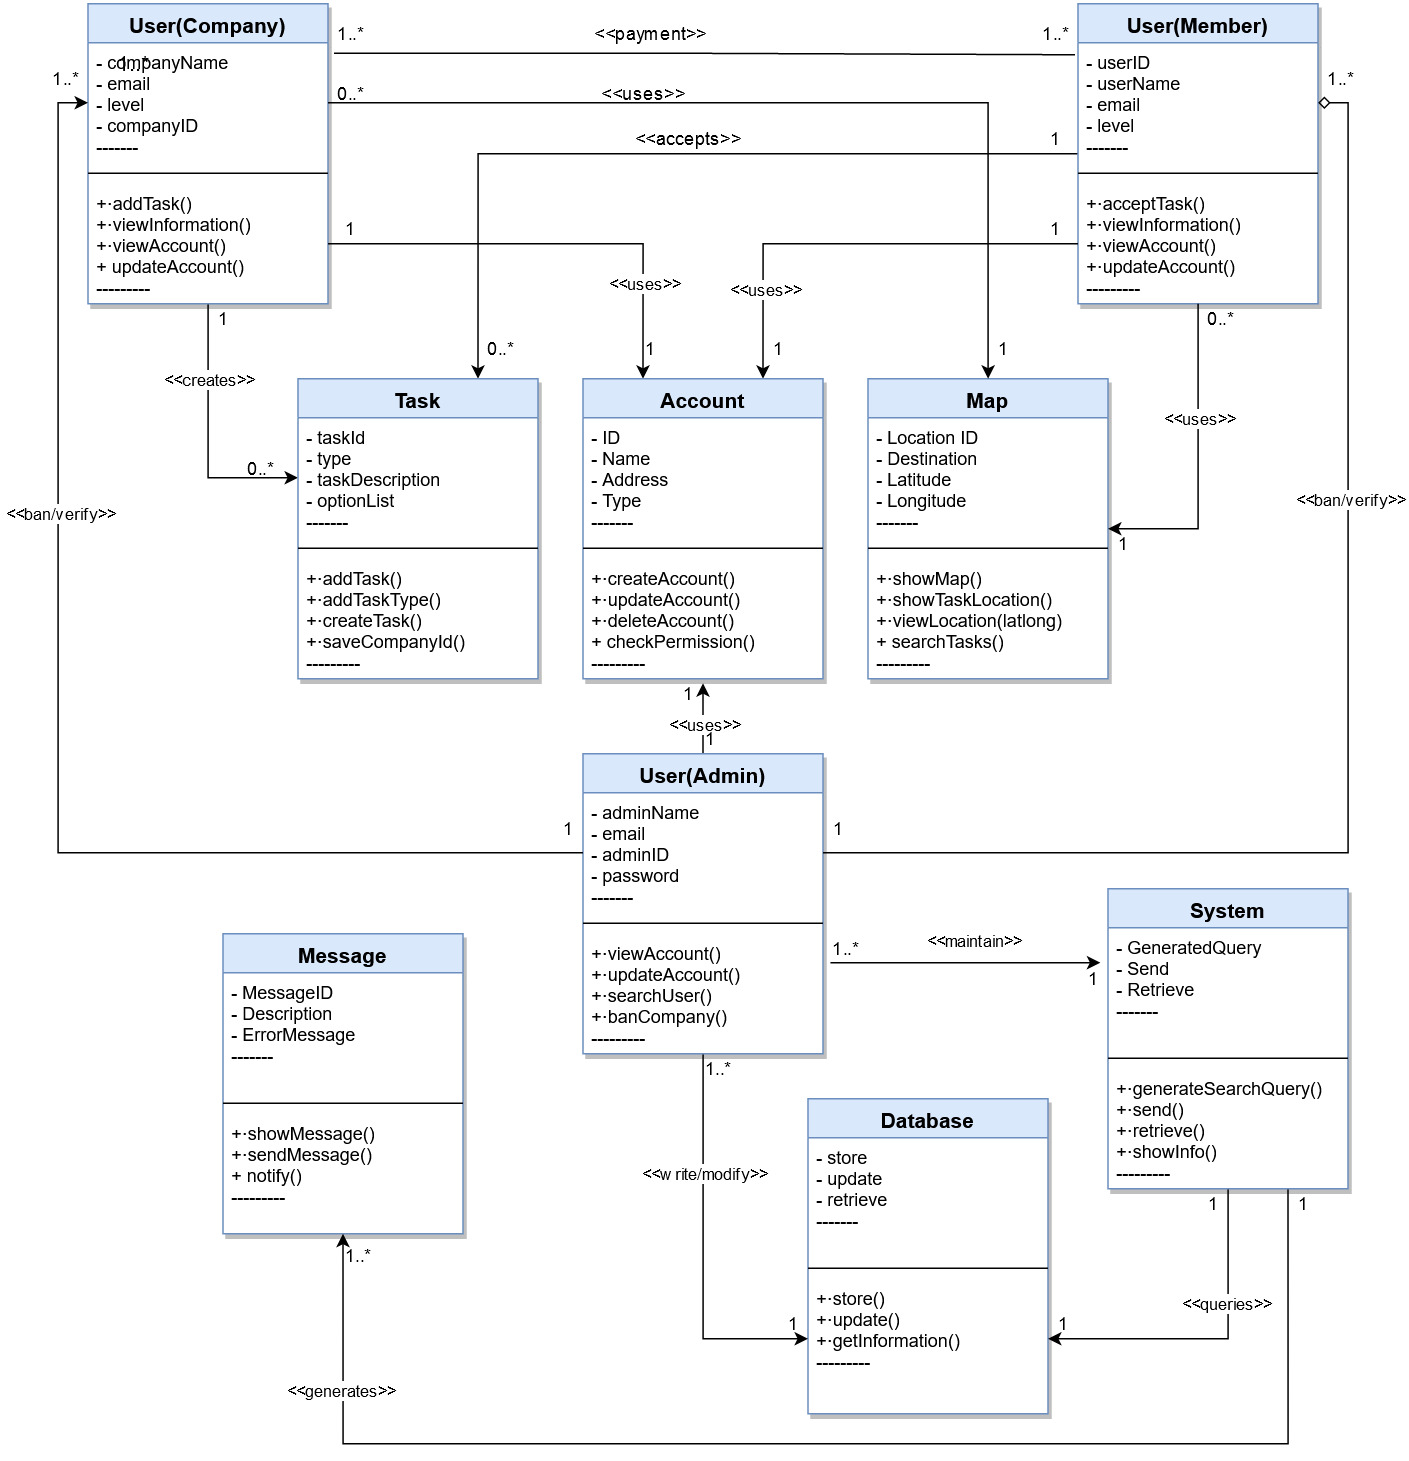 User(Company)
- companyName
1..*
- email
- level
- companyID
-------
+·addTask()
+·viewInformation()
+·viewAccount()
+ updateAccount()
---------
1..*
<<payment>>
1..*
User(Member)
- userID
- userName
- email
- level
-------
+·acceptTask()
+·viewInformation()
+·viewAccount()
+·updateAccount()
---------
1..*
1..*
0..*
<<uses>>
<<accepts>>
1
1
1
<<uses>>
<<uses>>
1
0..*
0..*
1
1
1
<<creates>>
0..*
<<uses>>
1
<<ban/verify>>
<<ban/verify>>
Task
- taskId
- type
- taskDescription
- optionList
-------
+·addTask()
+·addTaskType()
+·createTask()
+·saveCompanyId()
---------
Account
- ID
- Name
- Address
- Type
-------
+·createAccount()
+·updateAccount()
+·deleteAccount()
+ checkPermission()
---------
Map
- Location ID
- Destination
- Latitude
- Longitude
-------
+·showMap()
+·showTaskLocation()
+·viewLocation(latlong)
+ searchTasks()
---------
1
<<uses>>
1
User(Admin)
- adminName
- email
- adminID
- password
-------
+·viewAccount()
+·updateAccount()
+·searchUser()
+·banCompany()
---------
1
1
1..*
<<maintain>>
1
System
- GeneratedQuery
- Send
- Retrieve
-------
+·generateSearchQuery()
+·send()
+·retrieve()
+·showInfo()
---------
Message
- MessageID
- Description
- ErrorMessage
-------
+·showMessage()
+·sendMessage()
+ notify()
---------
1..*
<<w rite/modify>>
1
Database
- store
- update
- retrieve
-------
+·store()
+·update()
+·getInformation()
---------
1
1
<<queries>>
1
1..*
<<generates>>